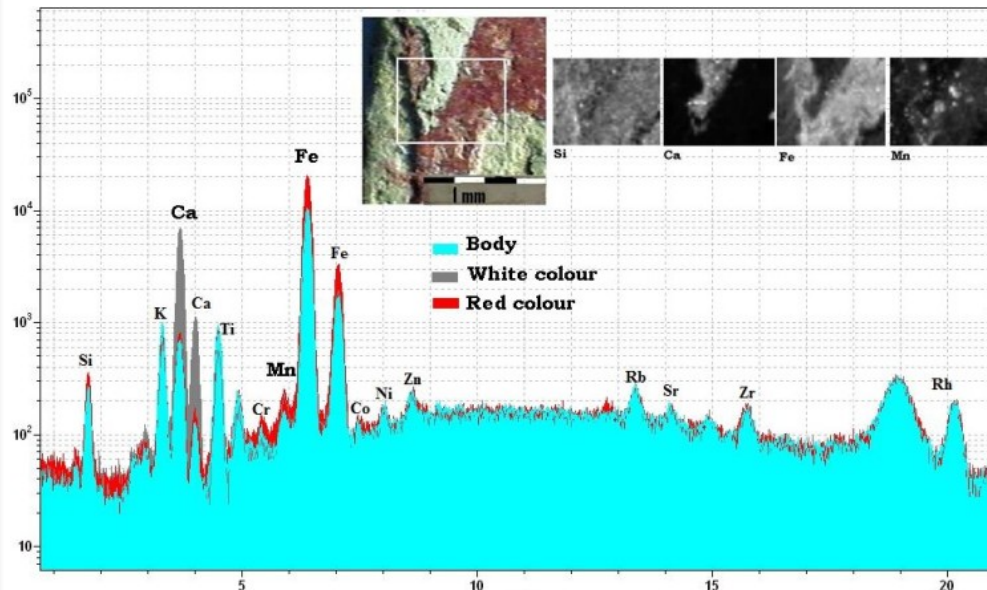 10⁵
10⁴
10³
10²
10
5
10
15
20
Si
K
Ca
Ca
Ti
Cr
Mn
Fe
Fe
Co
Ni
Zn
Rb
Sr
Zr
Rh
1 mm
Si
Ca
Fe
Mn
Body
White colour
Red colour